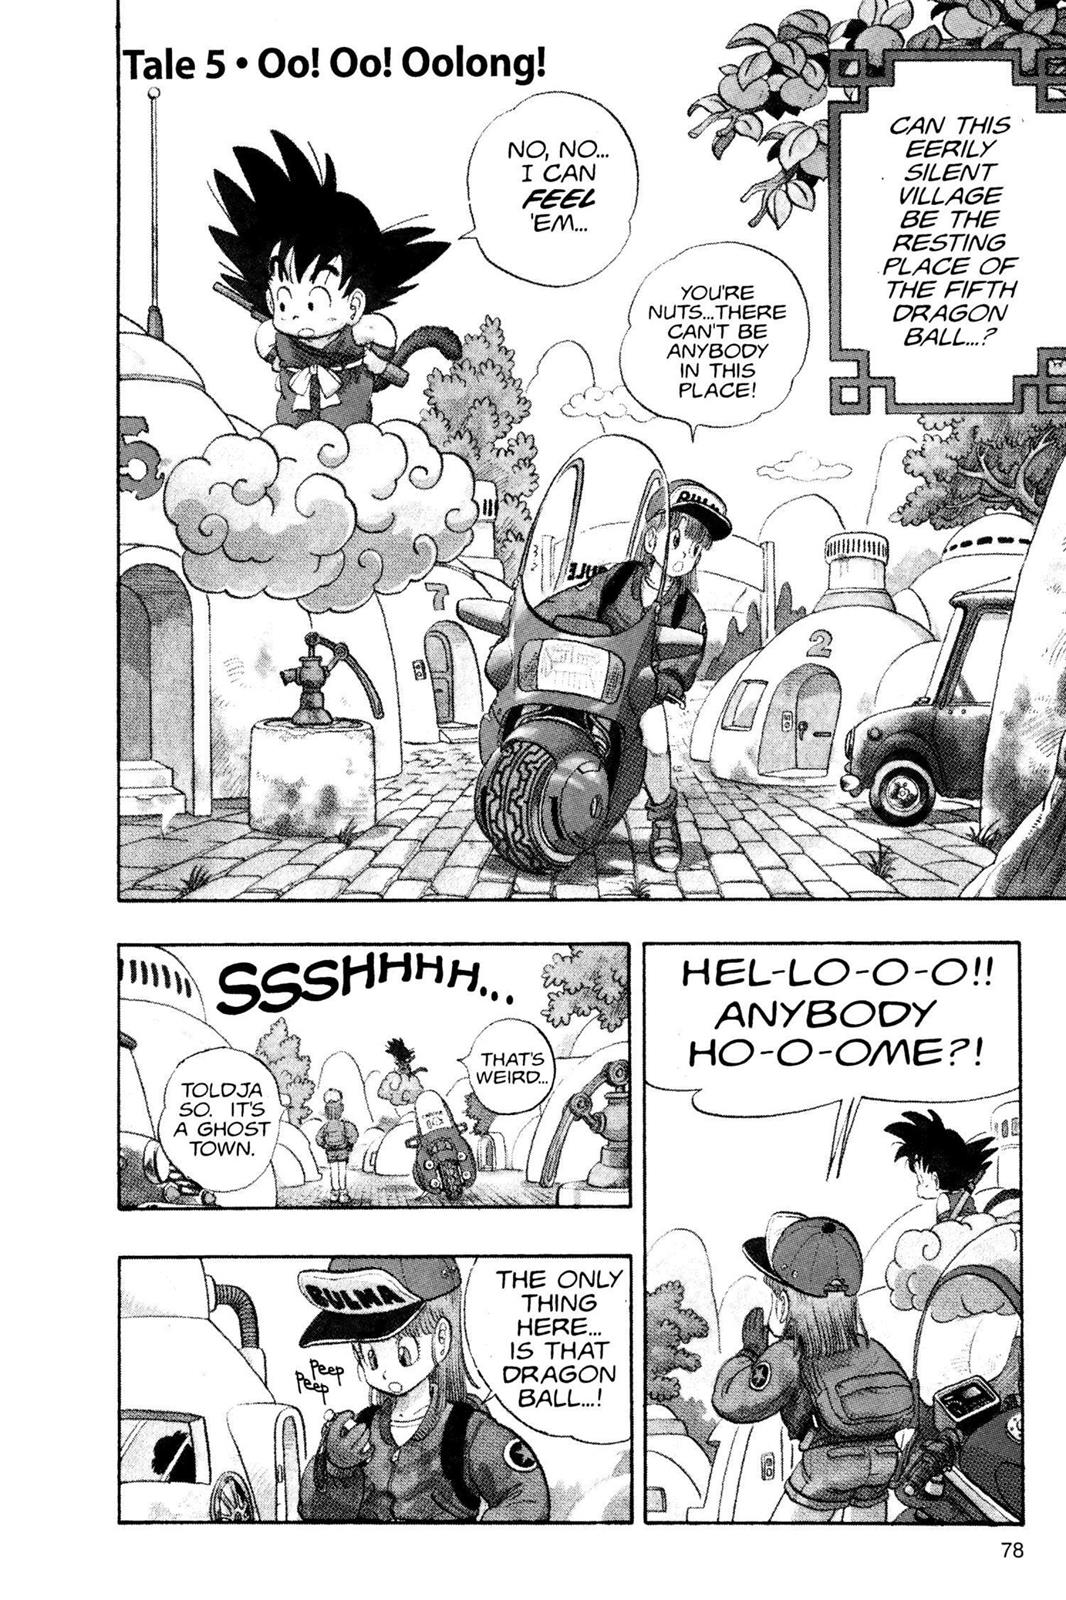 Tale 5 • Oo! Oo! Oolong!
CAN THIS
EERILY
SILENT
VILLAGE
BE THE
RESTING
PLACE OF
THE FIFTH
DRAGON
BALL...?
NO, NO...
I CAN
FEEL
'EM...
YOU'RE
NUTS...THERE
CAN'T BE
ANYBODY
IN THIS
PLACE!
BULMA
5
7
2
HEL-LO-O-O!!
ANYBODY
HO-O-OME?!
SSSHHHH...
THAT'S
WEIRD...
TOLDJA
SO. IT'S
A GHOST
TOWN.
BULMA
PEEP
PEEP
THE ONLY
THING
HERE...
IS THAT
DRAGON
BALL...!
78